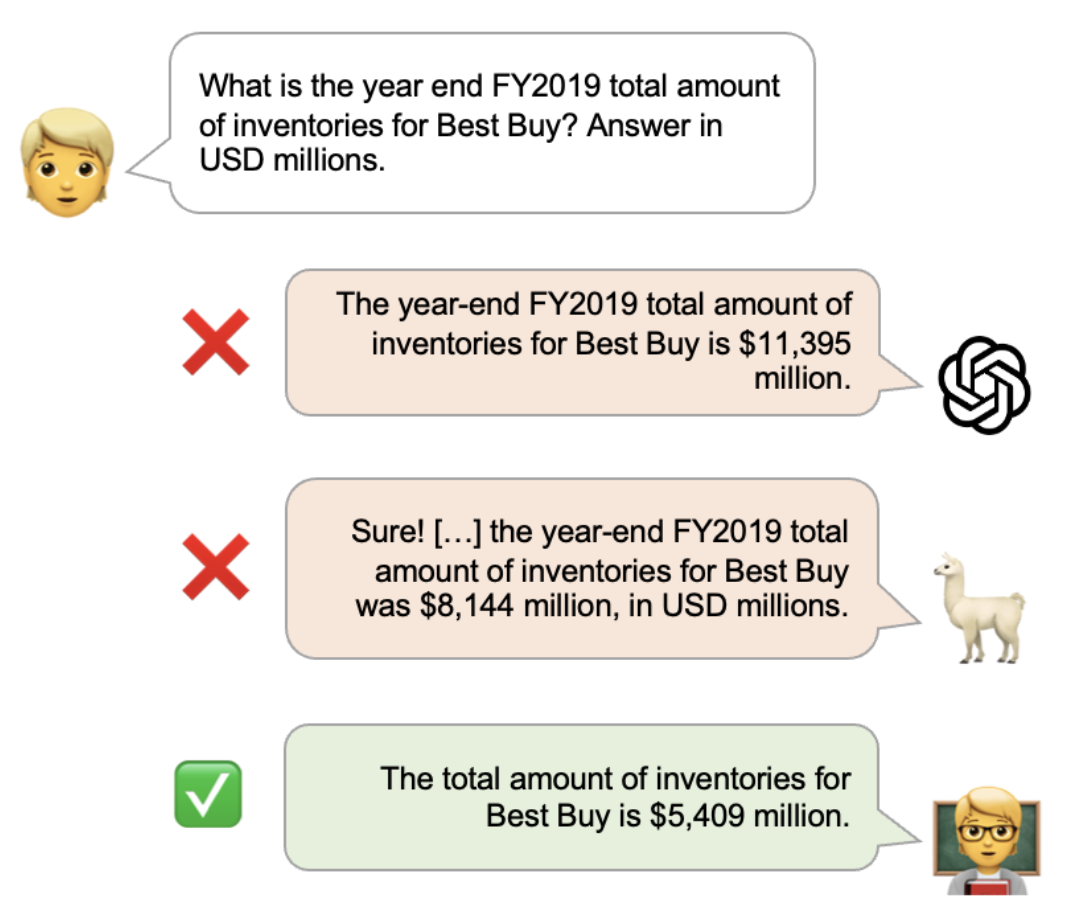 What is the year end FY2019 total amount
of inventories for Best Buy? Answer in
USD millions.
The year-end FY2019 total amount of
inventories for Best Buy is $11,395
million.
Sure! [...] the year-end FY2019 total
amount of inventories for Best Buy
was $8,144 million, in USD millions.
The total amount of inventories for
Best Buy is $5,409 million.